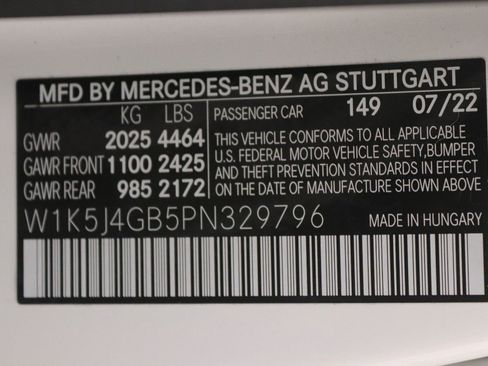 MFD BY MERCEDES-BENZ AG STUTTGART
KG LBS PASSENGER CAR 149 07/22
GVWR 2025 4464
GAWR FRONT 1100 2425
GAWR REAR 985 2172
THIS VEHICLE CONFORMS TO ALL APPLICABLE
U.S. FEDERAL MOTOR VEHICLE SAFETY,BUMPER
AND THEFT PREVENTION STANDARDS IN EFFECT
ON THE DATE OF MANUFACTURE SHOWN ABOVE.
W1K5J4GB5PN329796 MADE IN HUNGARY